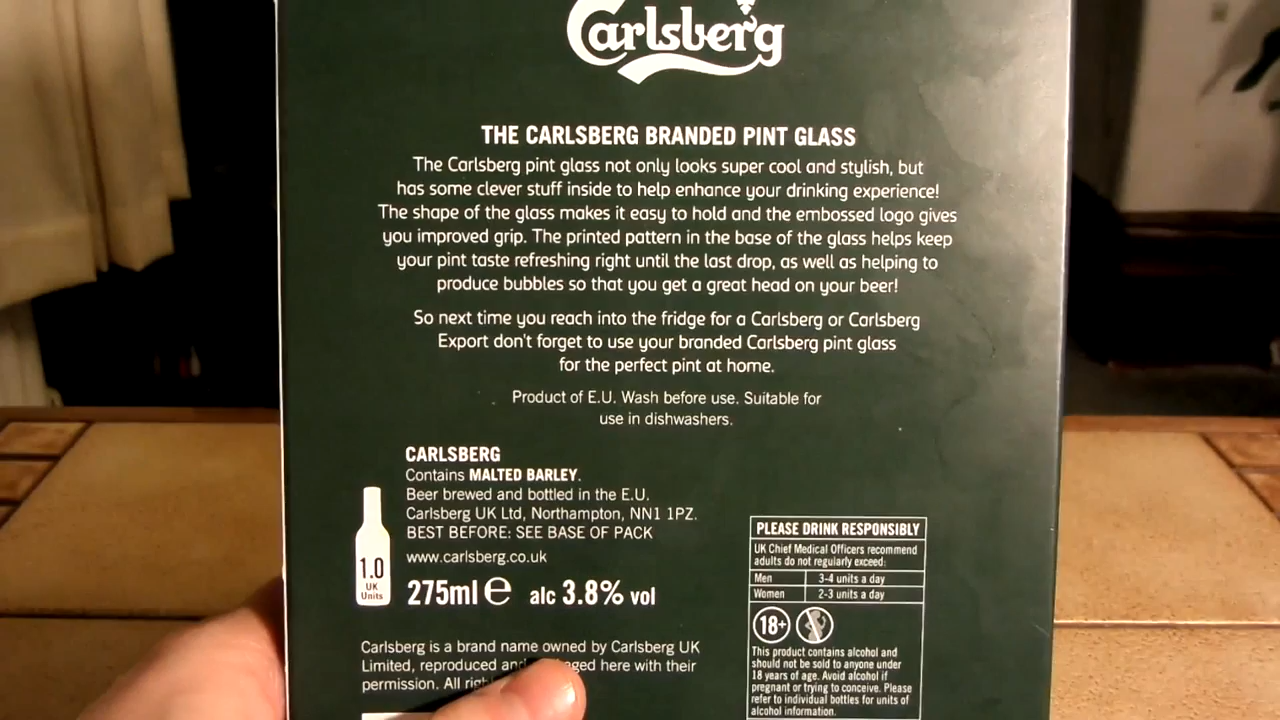 Carlsberg
THE CARLSBERG BRANDED PINT GLASS
The Carlsberg pint glass not only looks super cool and stylish, but
has some clever stuff inside to help enhance your drinking experience!
The shape of the glass makes it easy to hold and the embossed logo gives
you improved grip. The printed pattern in the base of the glass helps keep
your pint taste refreshing right until the last drop, as well as helping to
produce bubbles so that you get a great head on your beer!
So next time you reach into the fridge for a Carlsberg or Carlsberg
Export don't forget to use your branded Carlsberg pint glass
for the perfect pint at home.
Product of E.U. Wash before use. Suitable for
use in dishwashers.
CARLSBERG
Contains MALTED BARLEY.
Beer brewed and bottled in the E.U.
Carlsberg UK Ltd, Northampton, NN1 1PZ.
BEST BEFORE: SEE BASE OF PACK
www.carlsberg.co.uk
1.0
UK
Units
275ml e alc 3.8% vol
Carlsberg is a brand name owned by Carlsberg UK
Limited, reproduced and here with their
permission. All
PLEASE DRINK RESPONSIBLY
UK Chief Medical Officers recommend
adults do not regularly exceed:
Men 3-4 units a day
Women 2-3 units a day
18+
This product contains alcohol and
should not be sold to anyone under
18 years of age. Avoid alcohol if
pregnant or trying to conceive. Please
refer to individual bottles for units of
alcohol information.